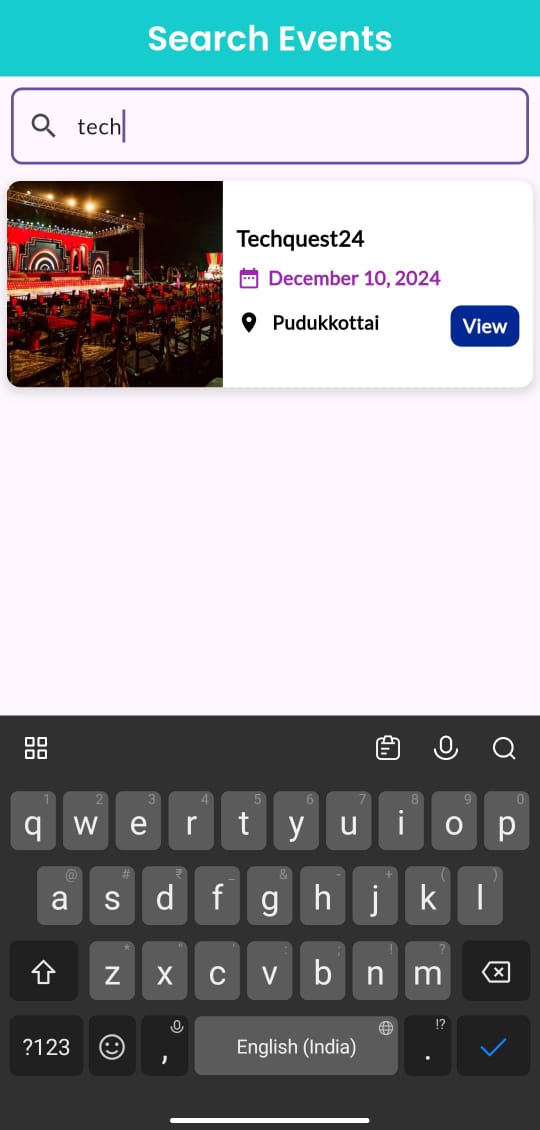 Search Events
tech
Techquest24
December 10, 2024
Pudukkottai
View
1 2 3 4 5 6 7 8 9 0
q w e r t y u i o p
@ # ₹ _ & - + ( )
a s d f g h j k l
* " ' : ; ! ?
z x c v b n m
!?
?123 , English (India) .